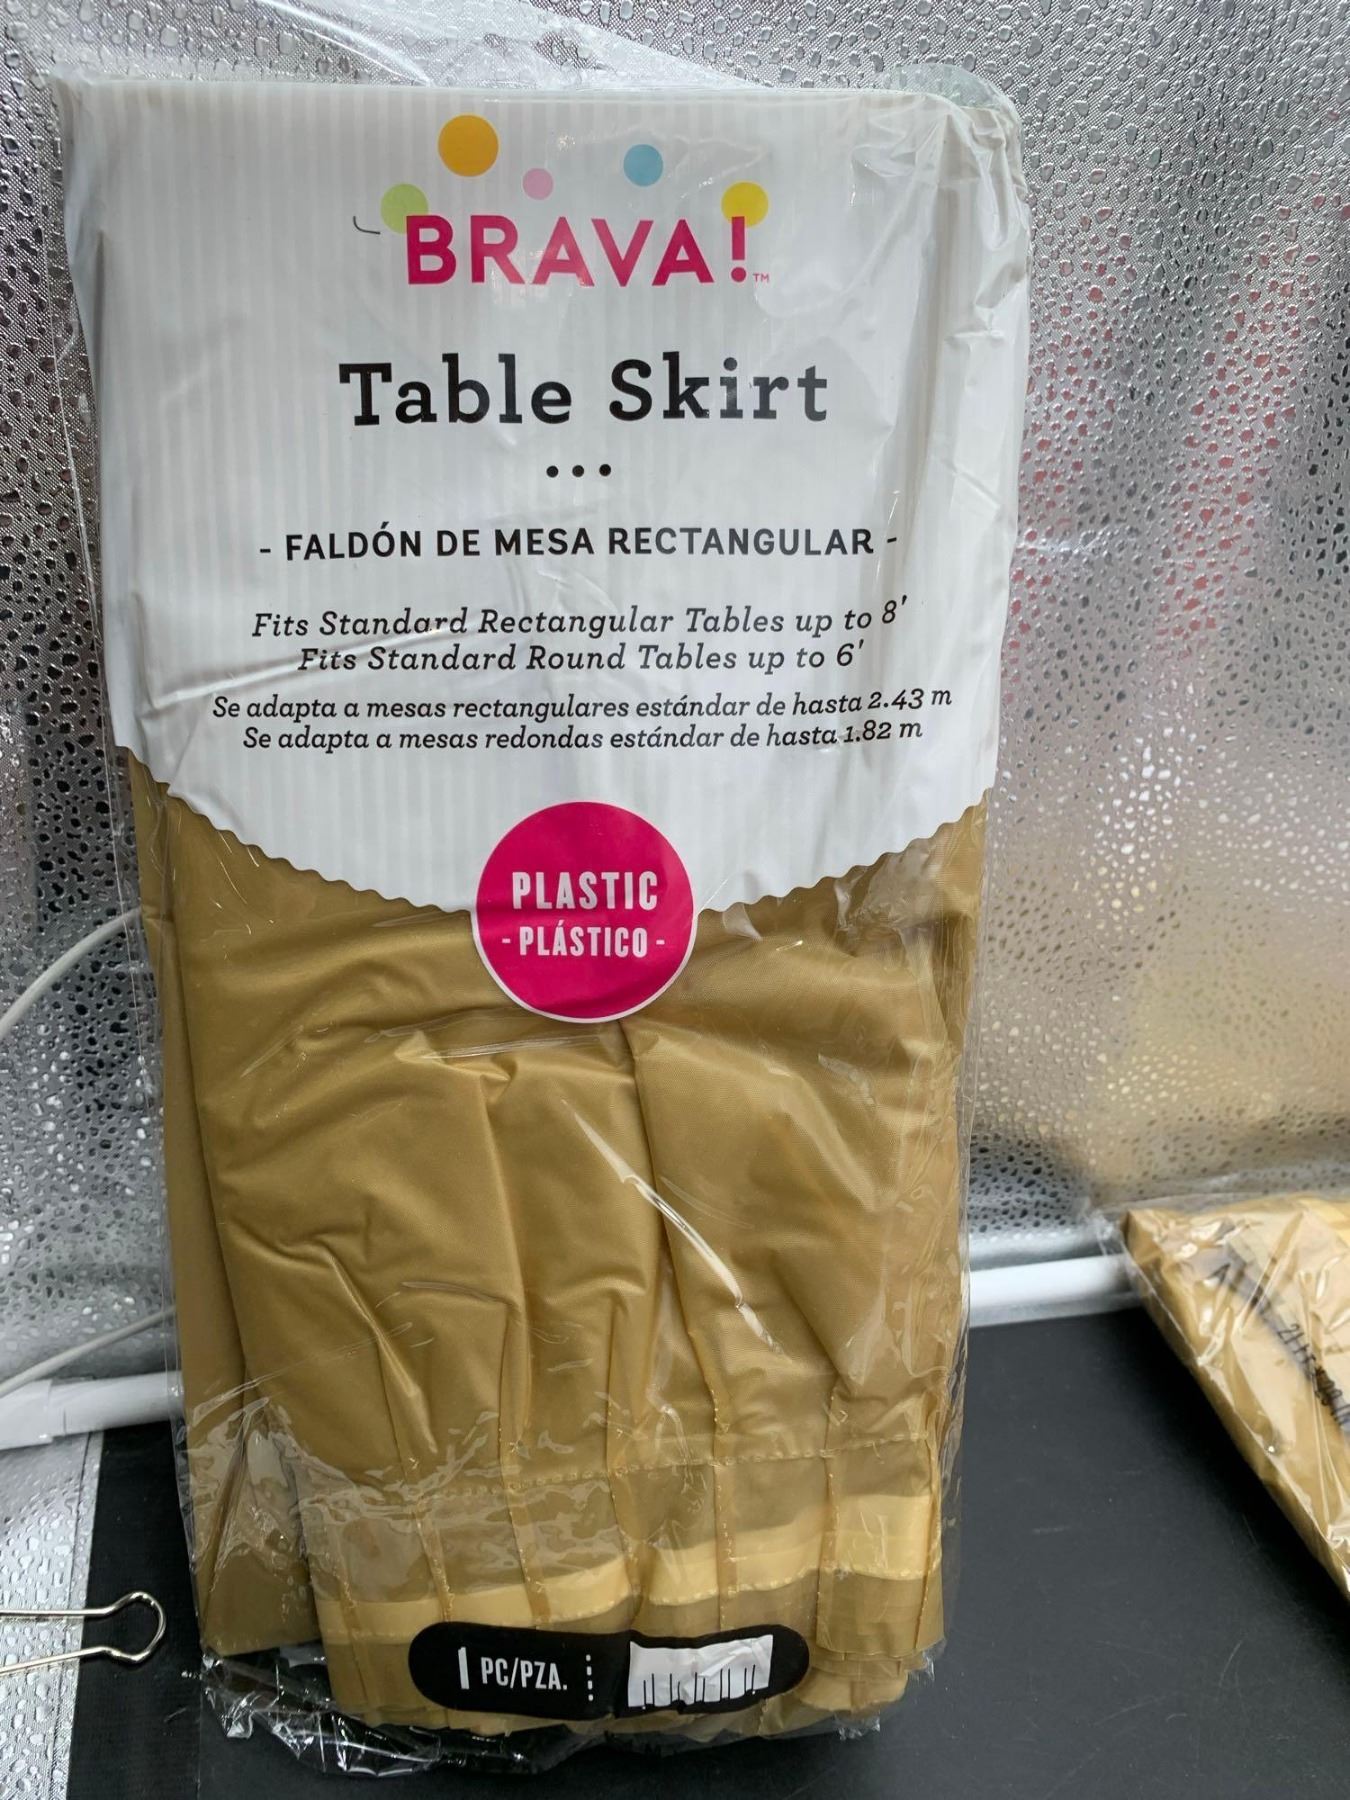 BRAVA!™
Table Skirt
•••
- FALDÓN DE MESA RECTANGULAR -
Fits Standard Rectangular Tables up to 8'
Fits Standard Round Tables up to 6'
Se adapta a mesas rectangulares estándar de hasta 2.43 m
Se adapta a mesas redondas estándar de hasta 1.82 m
PLASTIC
- PLÁSTICO -
1 PC/PZA.